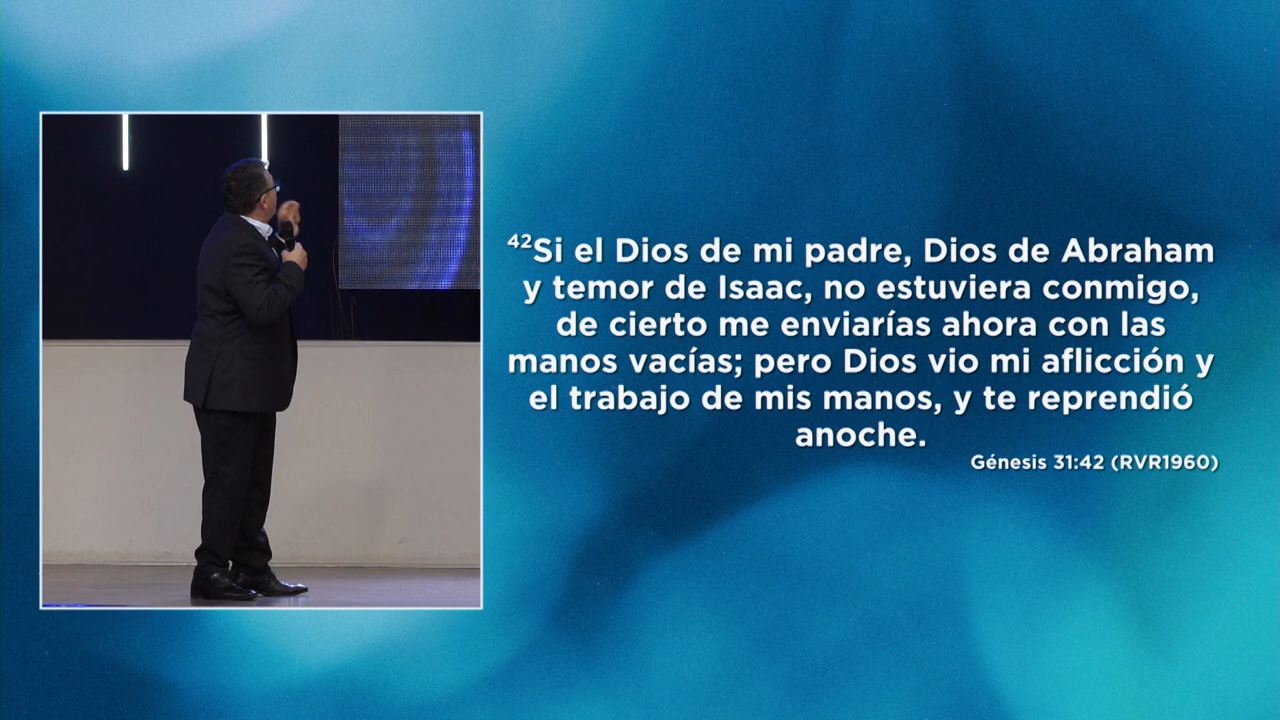 ⁴²Si el Dios de mi padre, Dios de Abraham
y temor de Isaac, no estuviera conmigo,
de cierto me enviarías ahora con las
manos vacías; pero Dios vio mi aflicción y
el trabajo de mis manos, y te reprendió
anoche.
Génesis 31:42 (RVR1960)